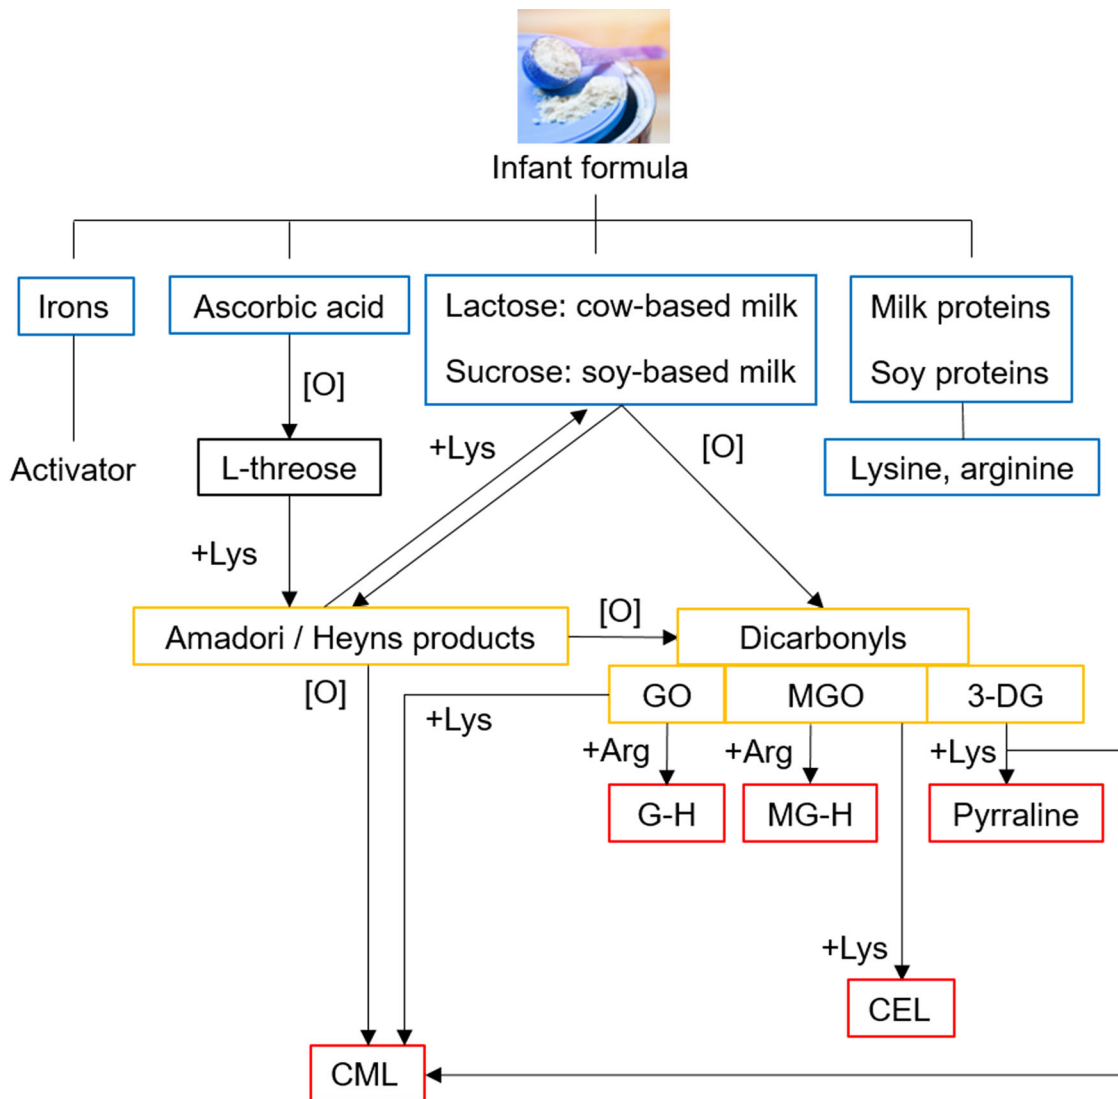 Infant formula
Irons
Ascorbic acid
Lactose: cow-based milk
Sucrose: soy-based milk
Milk proteins
Soy proteins
[O]
+Lys
[O]
Activator
L-threose
Lysine, arginine
+Lys
Amadori / Heyns products
[O]
Dicarbonyls
[O]
+Lys
GO
MGO
3-DG
+Arg
+Arg
+Lys
G-H
MG-H
Pyrraline
+Lys
CEL
CML